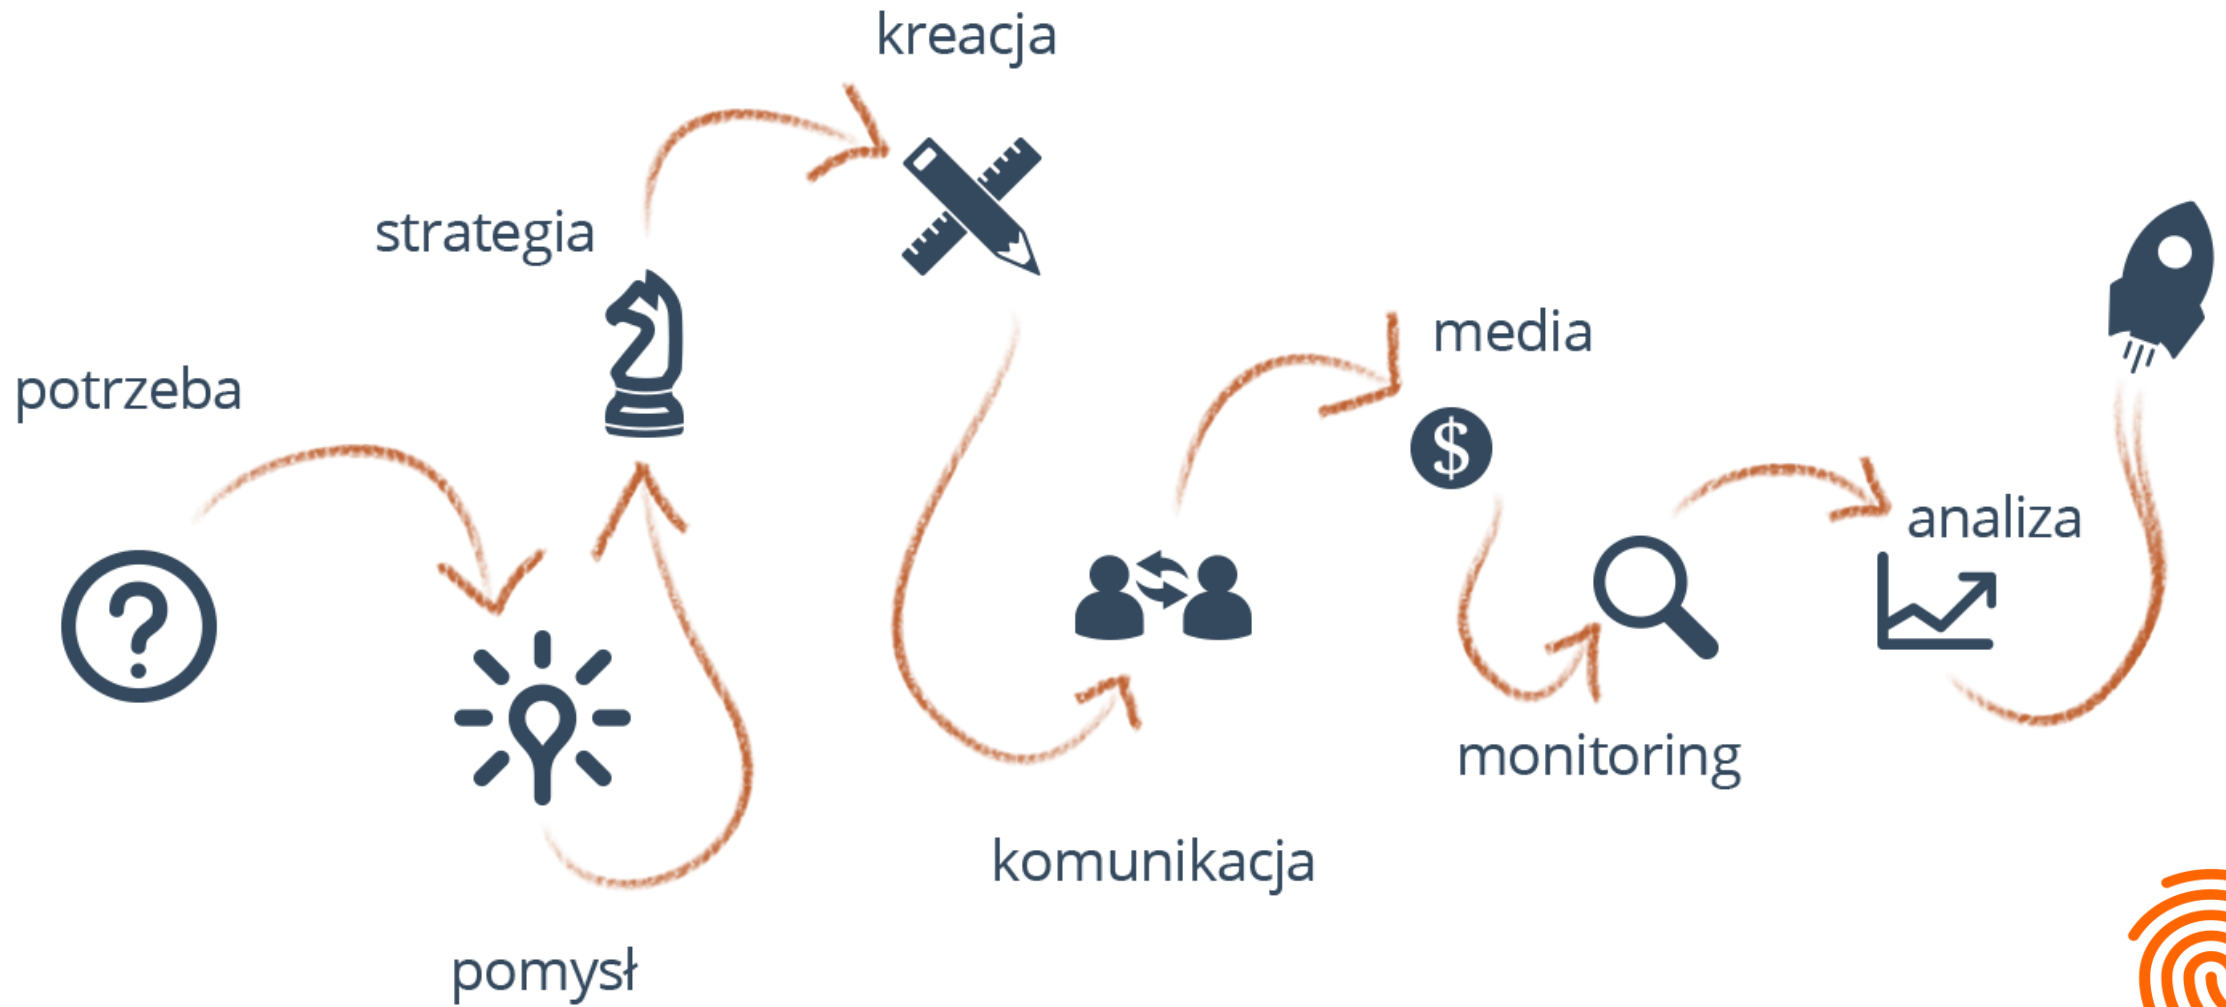 potrzeba
pomysł
strategia
kreacja
komunikacja
media
$
monitoring
analiza